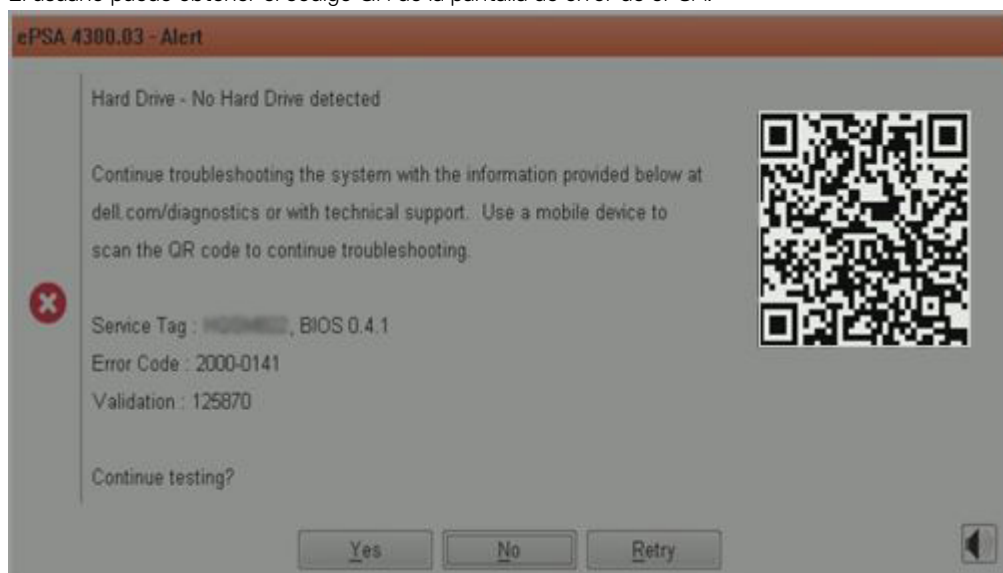 ePSA 4300.03 - Alert
Hard Drive - No Hard Drive detected
Continue troubleshooting the system with the information provided below at
dell.com/diagnostics or with technical support. Use a mobile device to
scan the QR code to continue troubleshooting.
Service Tag : , BIOS 0.4.1
Error Code : 2000-0141
Validation : 125870
Continue testing?
Yes No Retry